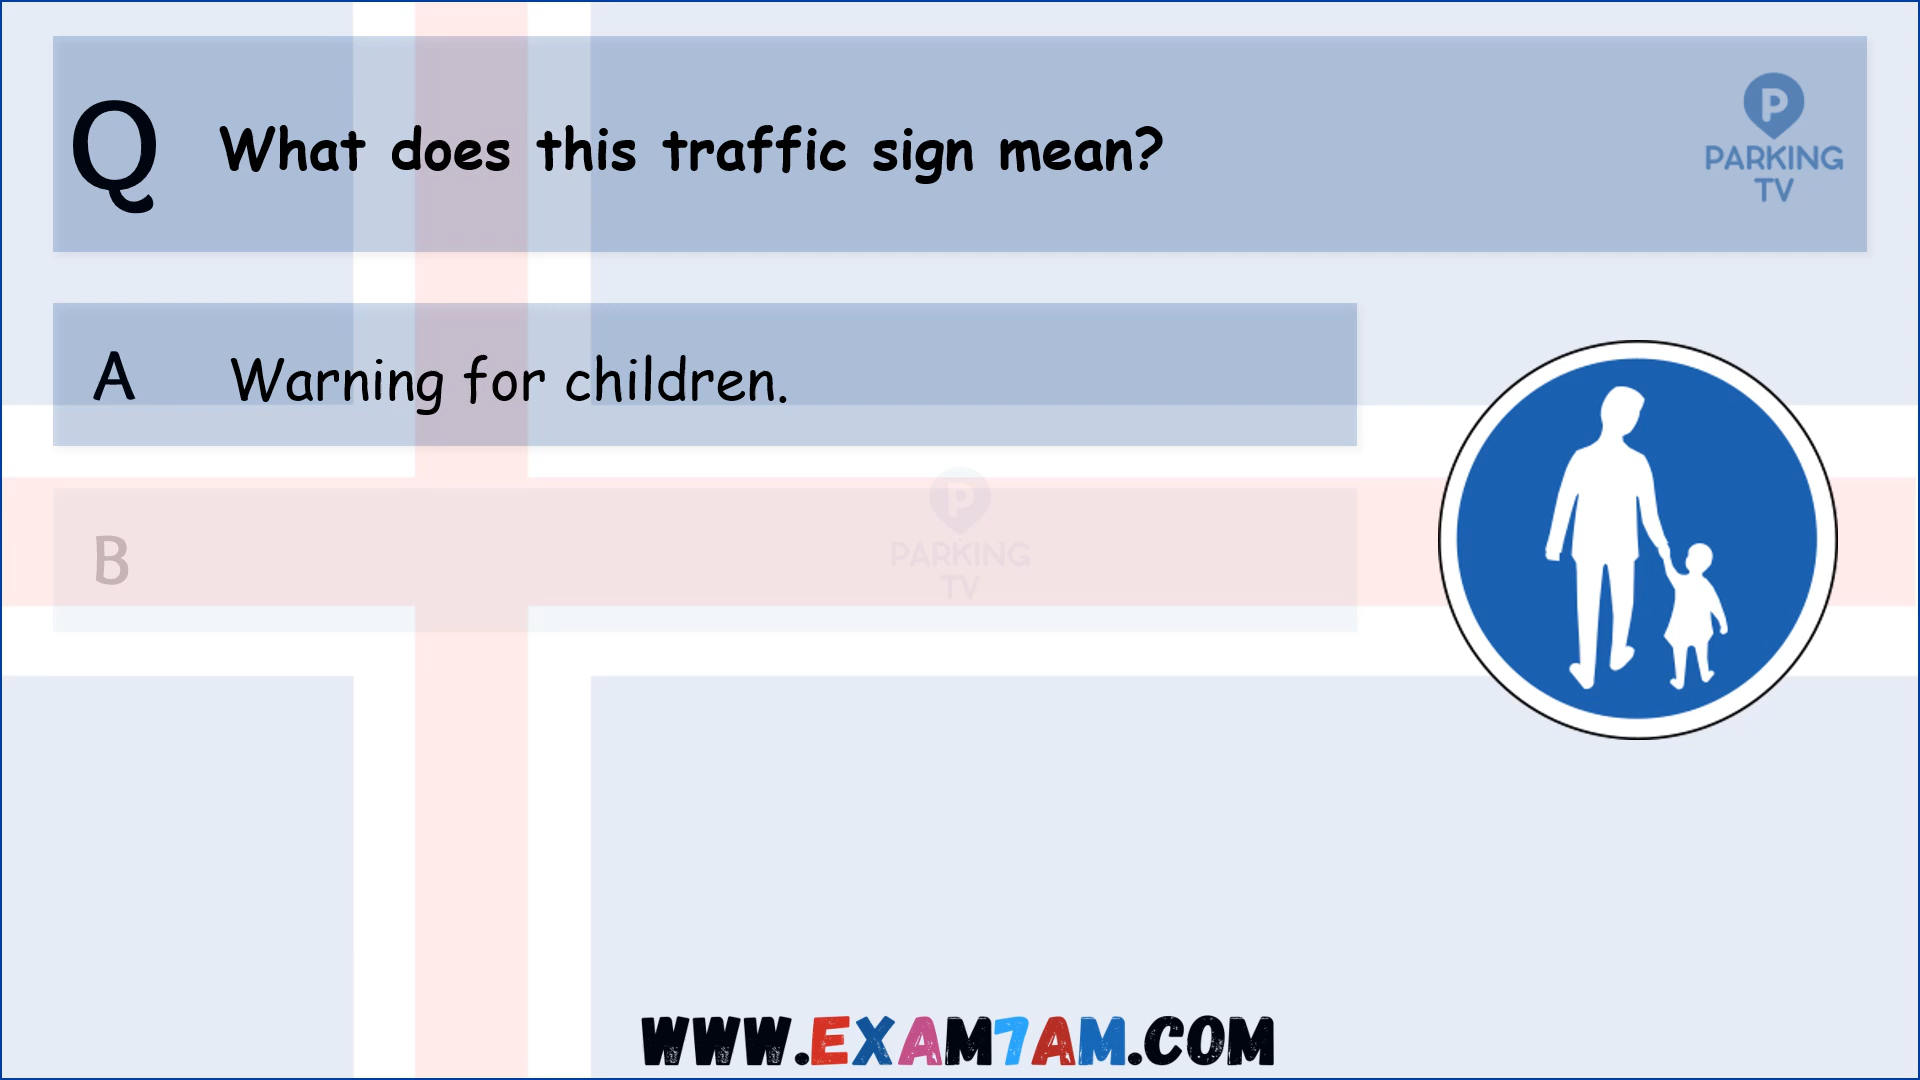 Q What does this traffic sign mean?
P
PARKING
TV
A Warning for children.
B
P
PARKING
TV
WWW.EXAM7AM.COM